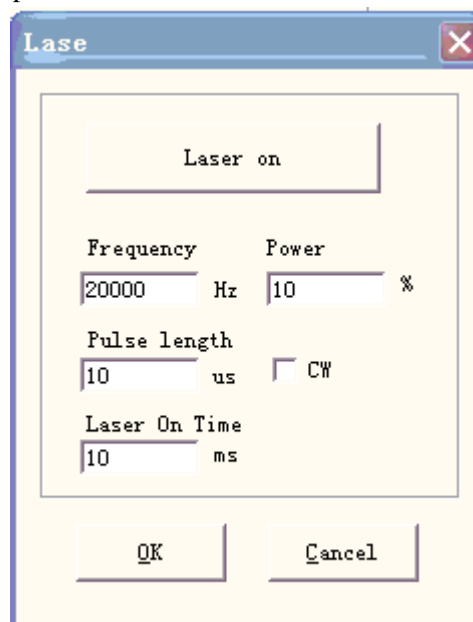 Lase
Laser on
Frequency Power
20000 Hz 10 %
Pulse length
10 us CW
Laser On Time
10 ms
OK Cancel